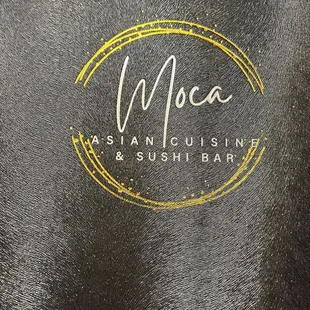 Moca
ASIAN CUISINE
& SUSHI BAR